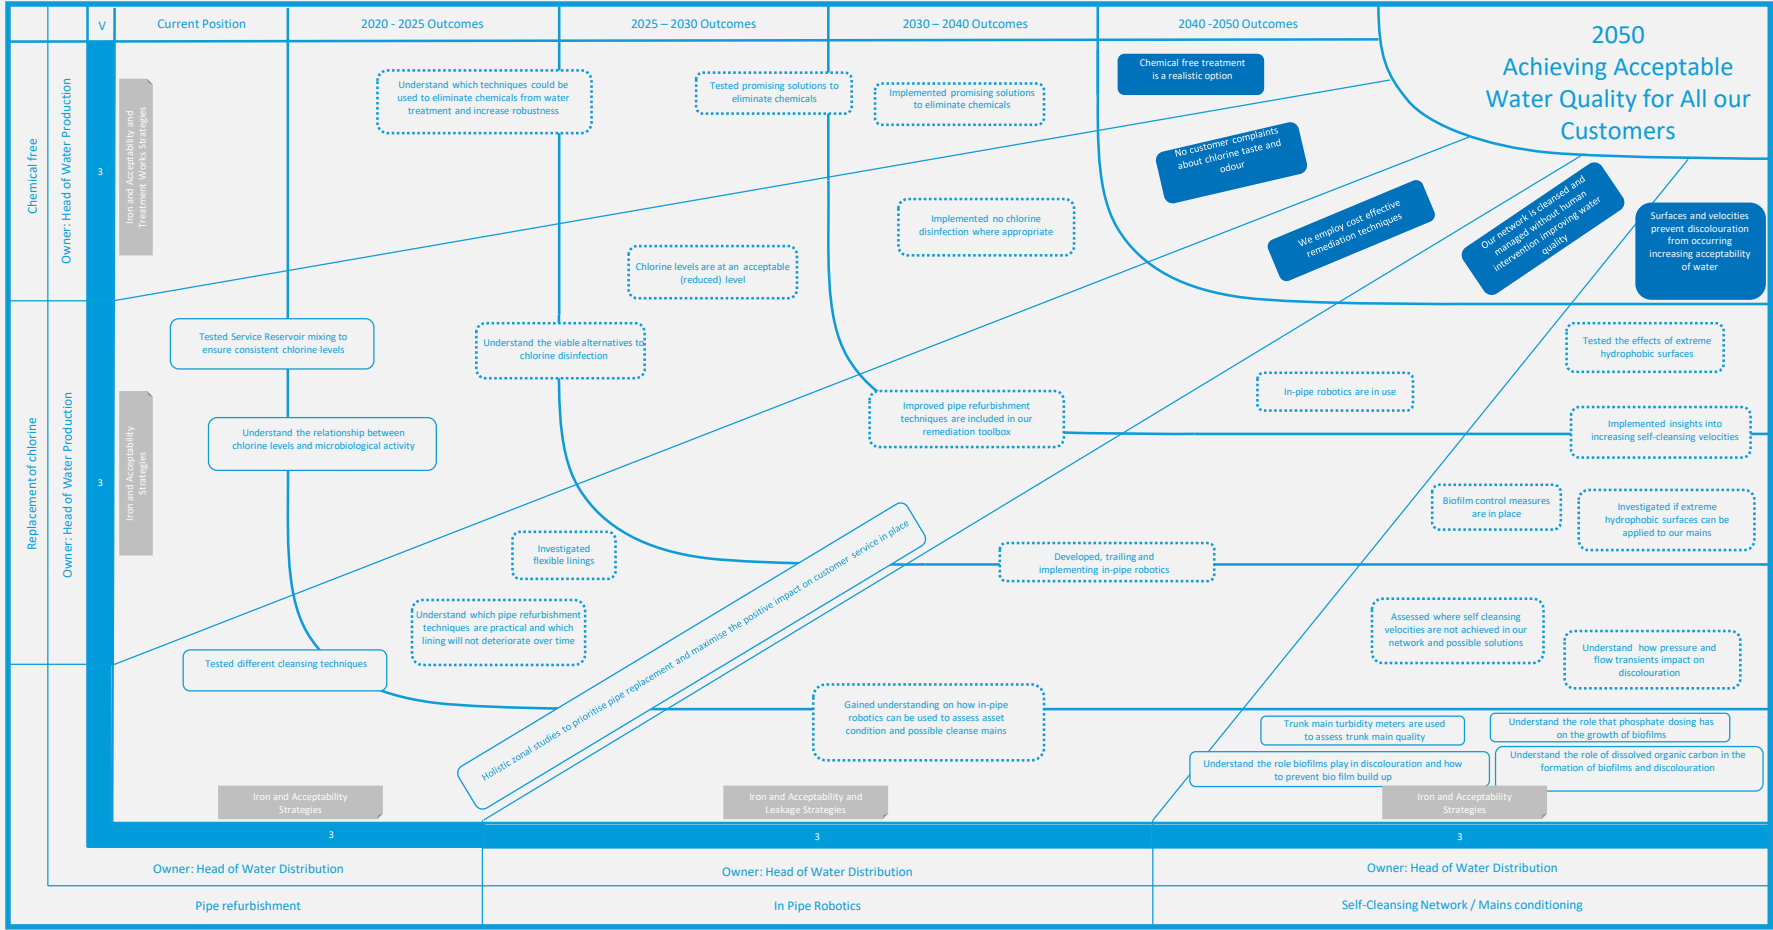 V
Current Position
2020 - 2025 Outcomes
2025 – 2030 Outcomes
2030 – 2040 Outcomes
2040 -2050 Outcomes
2050
Achieving Acceptable
Water Quality for All our
Customers
Chemical free
Owner: Head of Water Production
3
Iron and Acceptability and
Treatment Works Strategies
Understand which techniques could be
used to eliminate chemicals from water
treatment and increase robustness
Tested promising solutions to
eliminate chemicals
Implemented promising solutions
to eliminate chemicals
Chemical free treatment
is a realistic option
No customer complaints
about chlorine taste and
odour
We employ cost effective
remediation techniques
Our network is cleansed and
managed without human
intervention improving water
quality
Surfaces and velocities
prevent discolouration
from occurring
increasing acceptability
of water
Implemented no chlorine
disinfection where appropriate
Chlorine levels are at an acceptable
(reduced) level
Replacement of chlorine
Owner: Head of Water Production
3
Iron and Acceptability
Strategies
Tested Service Reservoir mixing to
ensure consistent chlorine levels
Understand the viable alternatives to
chlorine disinfection
Understand the relationship between
chlorine levels and microbiological activity
Improved pipe refurbishment
techniques are included in our
remediation toolbox
In-pipe robotics are in use
Tested the effects of extreme
hydrophobic surfaces
Implemented insights into
increasing self-cleansing velocities
Biofilm control measures
are in place
Investigated if extreme
hydrophobic surfaces can be
applied to our mains
Investigated
flexible linings
Holistic zonal studies to prioritise pipe replacement and maximise the positive impact on customer service in place
Developed, trailing and
implementing in-pipe robotics
Understand which pipe refurbishment
techniques are practical and which
lining will not deteriorate over time
Assessed where self cleansing
velocities are not achieved in our
network and possible solutions
Understand how pressure and
flow transients impact on
discolouration
Tested different cleansing techniques
Gained understanding on how in-pipe
robotics can be used to assess asset
condition and possible cleanse mains
Trunk main turbidity meters are used
to assess trunk main quality
Understand the role that phosphate dosing has
on the growth of biofilms
Understand the role biofilms play in discolouration and how
to prevent bio film build up
Understand the role of dissolved organic carbon in the
formation of biofilms and discolouration
Iron and Acceptability
Strategies
Iron and Acceptability and
Leakage Strategies
Iron and Acceptability
Strategies
3
3
3
Owner: Head of Water Distribution
Owner: Head of Water Distribution
Owner: Head of Water Distribution
Pipe refurbishment
In Pipe Robotics
Self-Cleansing Network / Mains conditioning